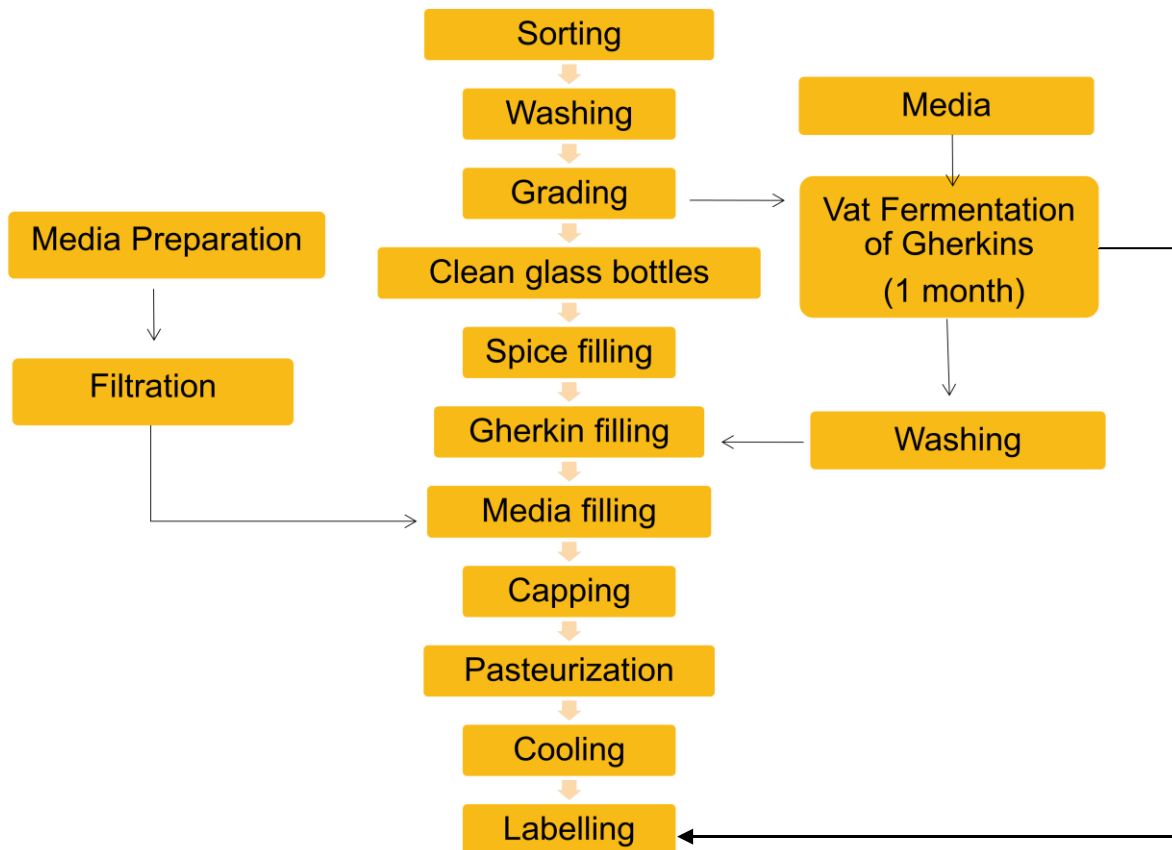 Sorting
Washing
Media
Grading
Vat Fermentation
of Gherkins
(1 month)
Media Preparation
Clean glass bottles
Spice filling
Filtration
Gherkin filling
Washing
Media filling
Capping
Pasteurization
Cooling
Labelling